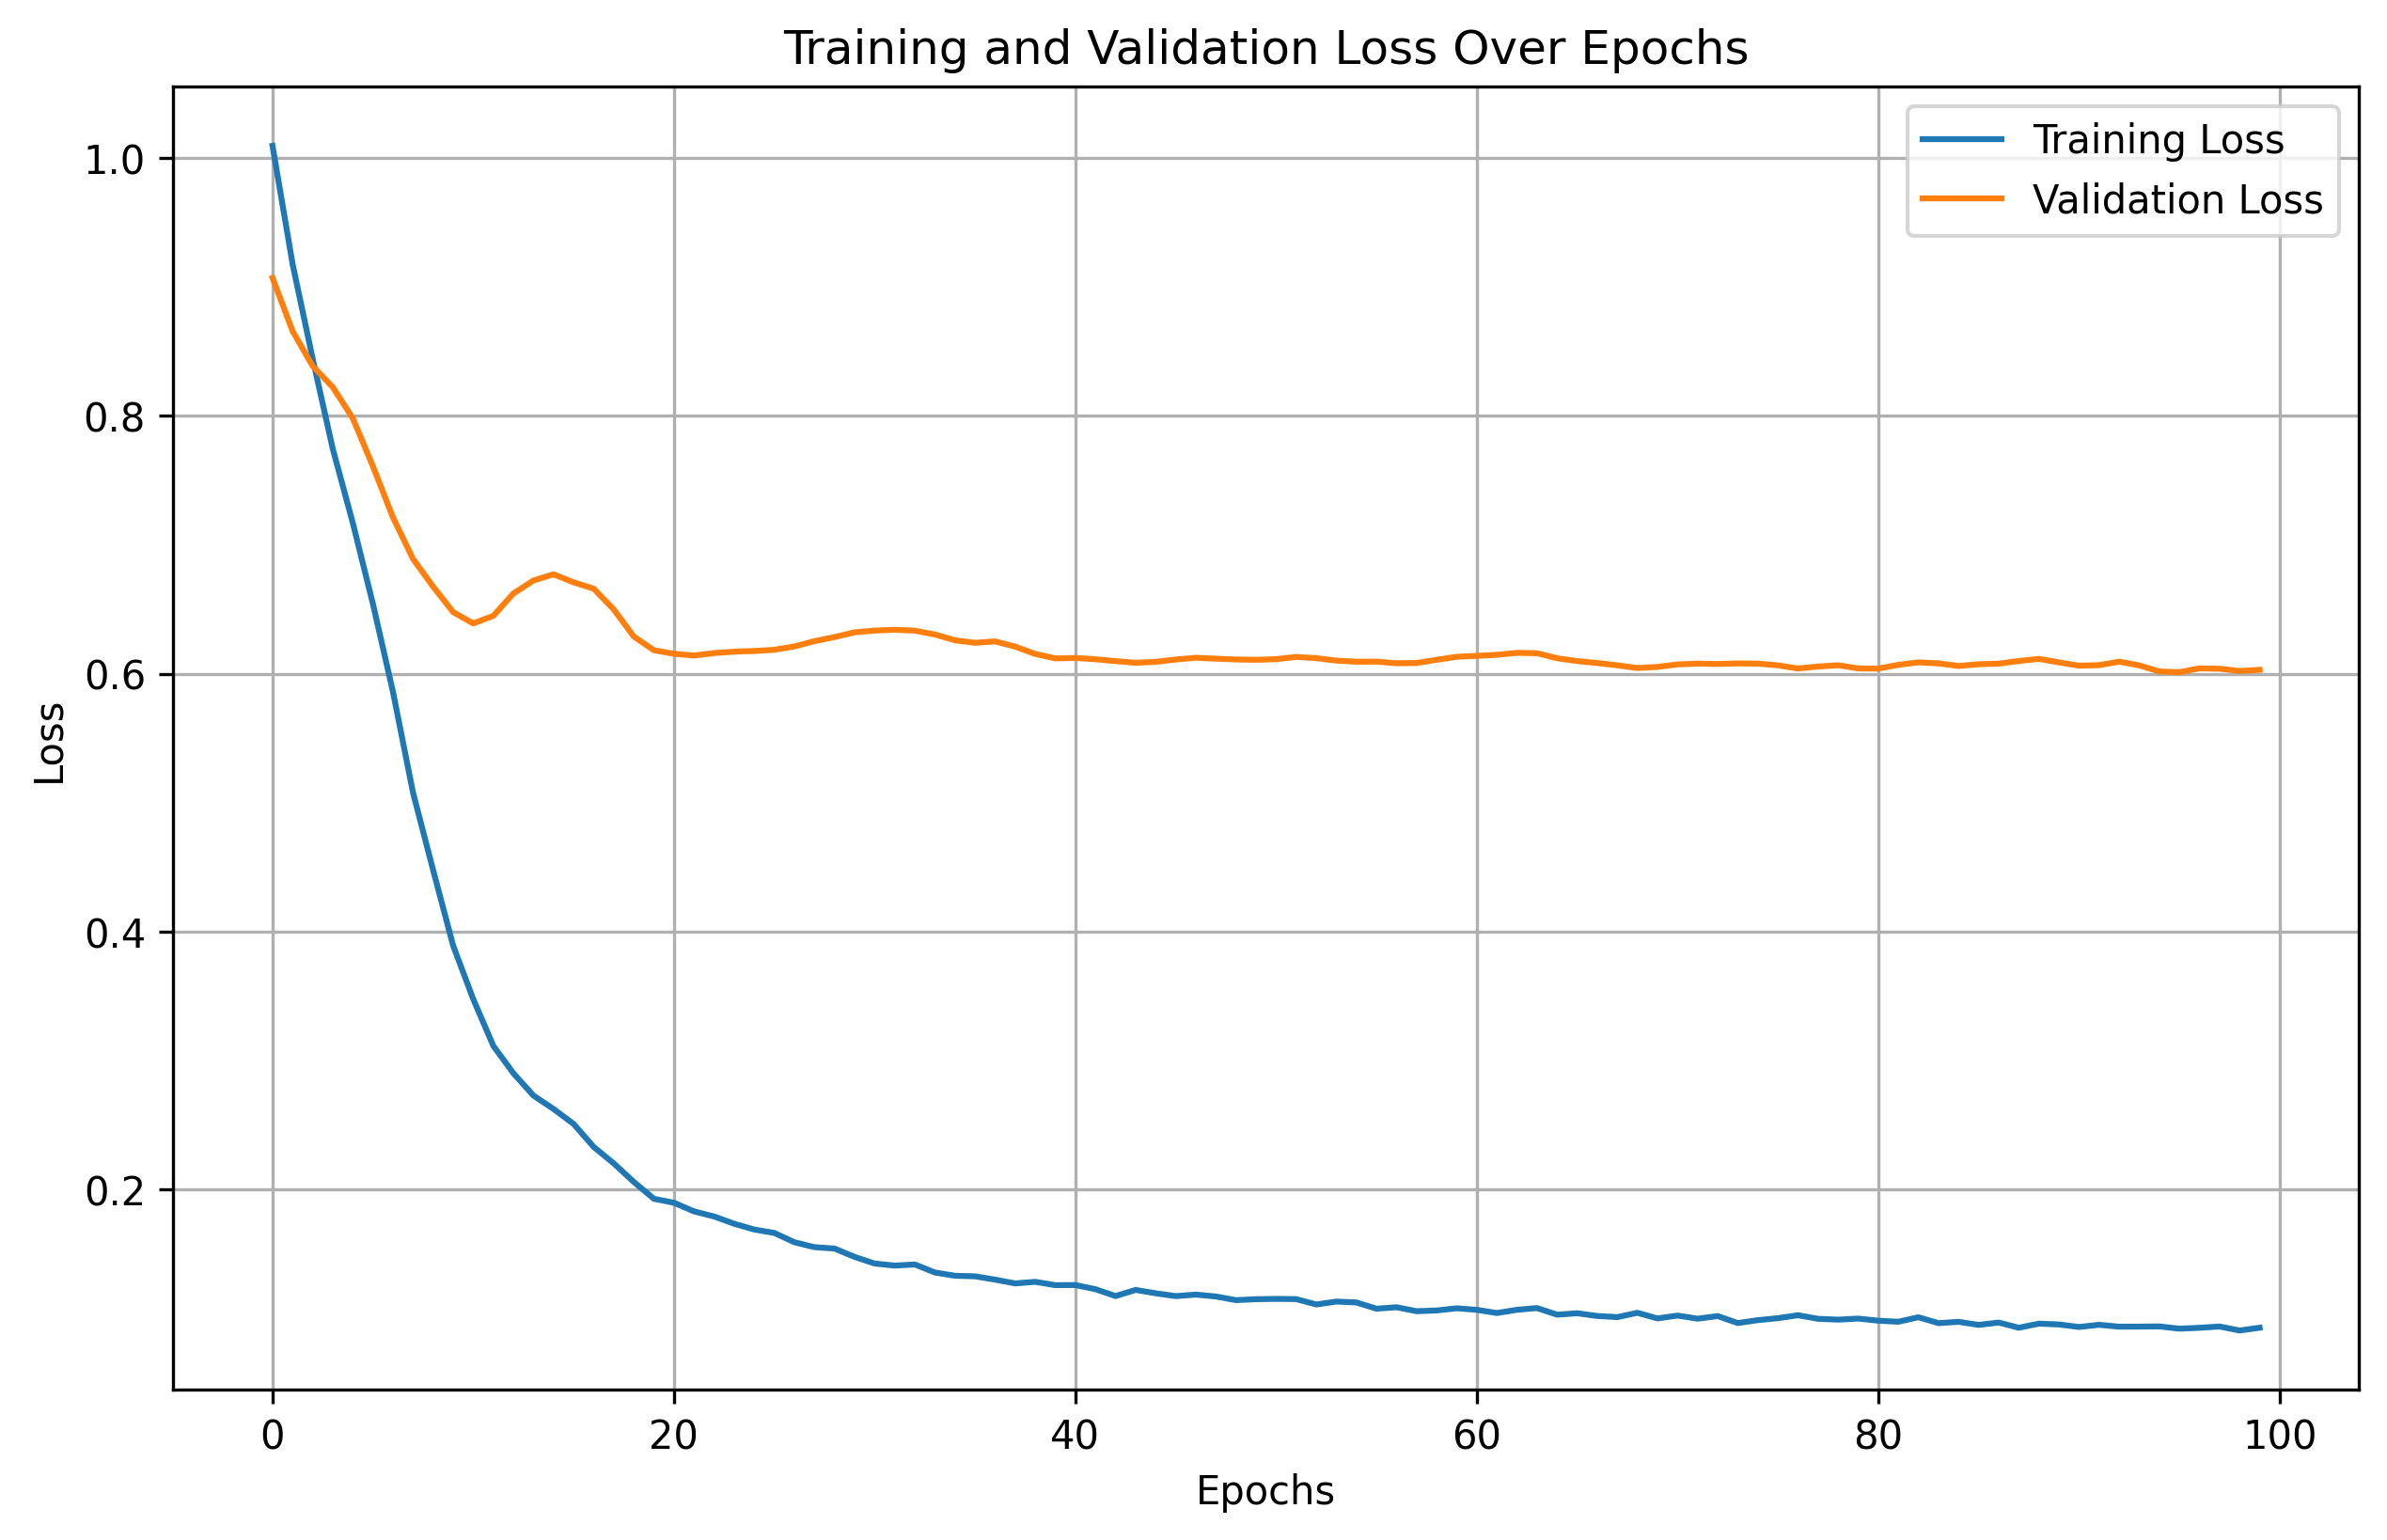 Training and Validation Loss Over Epochs
Training Loss
Validation Loss
Loss
1.0
0.8
0.6
0.4
0.2
0 20 40 60 80 100
Epochs